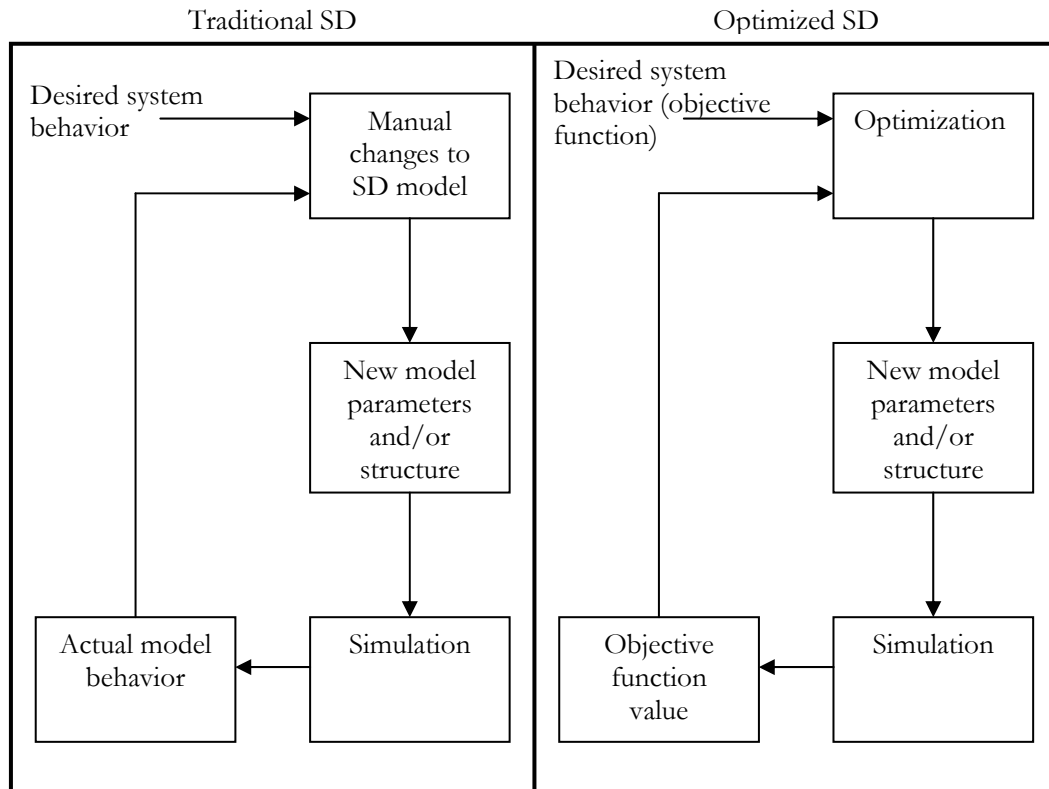 Traditional SD
Optimized SD
Desired system
behavior
Manual
changes to
SD model
New model
parameters
and/or
structure
Simulation
Actual model
behavior
Desired system
behavior (objective
function)
Optimization
New model
parameters
and/or
structure
Simulation
Objective
function
value